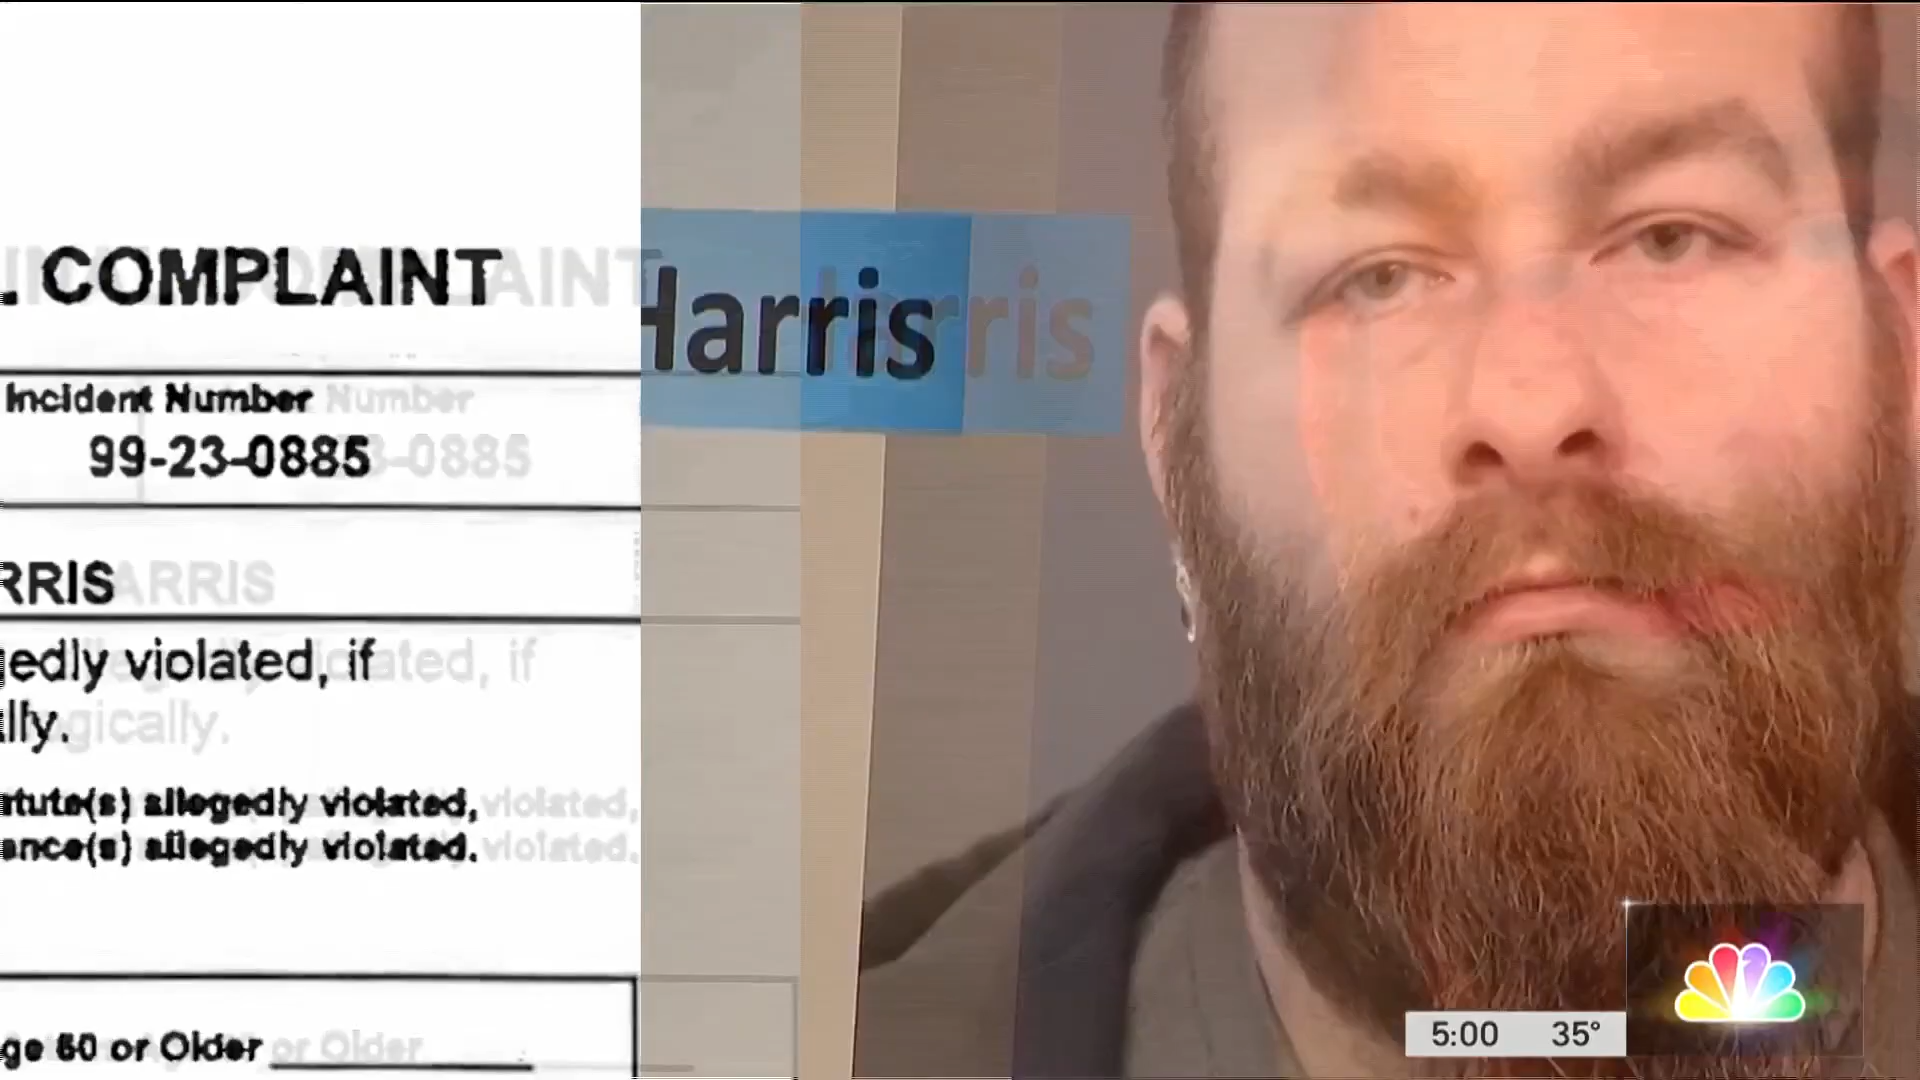 . COMPLAINT
Incident Number
99-23-0885
RRIS
edly violated, if
lly.
tute(s) allegedly violated,
ance(s) allegedly violated.
ge 60 or Older
Harris
5:00 35°